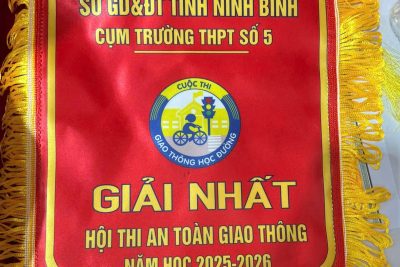 SỞ GD&ĐT TỈNH NINH BÌNH
CỤM TRƯỜNG THPT SỐ 5
CUỘC THI
GIAO THÔNG HỌC ĐƯỜNG
GIẢI NHẤT
HỘI THI AN TOÀN GIAO THÔNG
NĂM HỌC 2025-2026